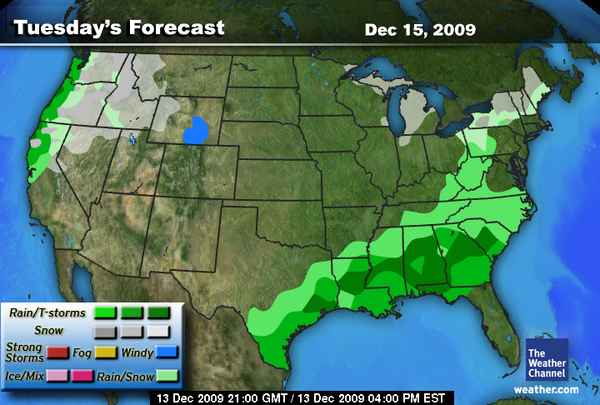 Tuesday's Forecast
Dec 15, 2009
Rain/T-storms
Snow
Strong Storms
Fog
Windy
Ice/Mix
Rain/Snow
The
Weather
Channel
weather.com
13 Dec 2009 21:00 GMT / 13 Dec 2009 04:00 PM EST